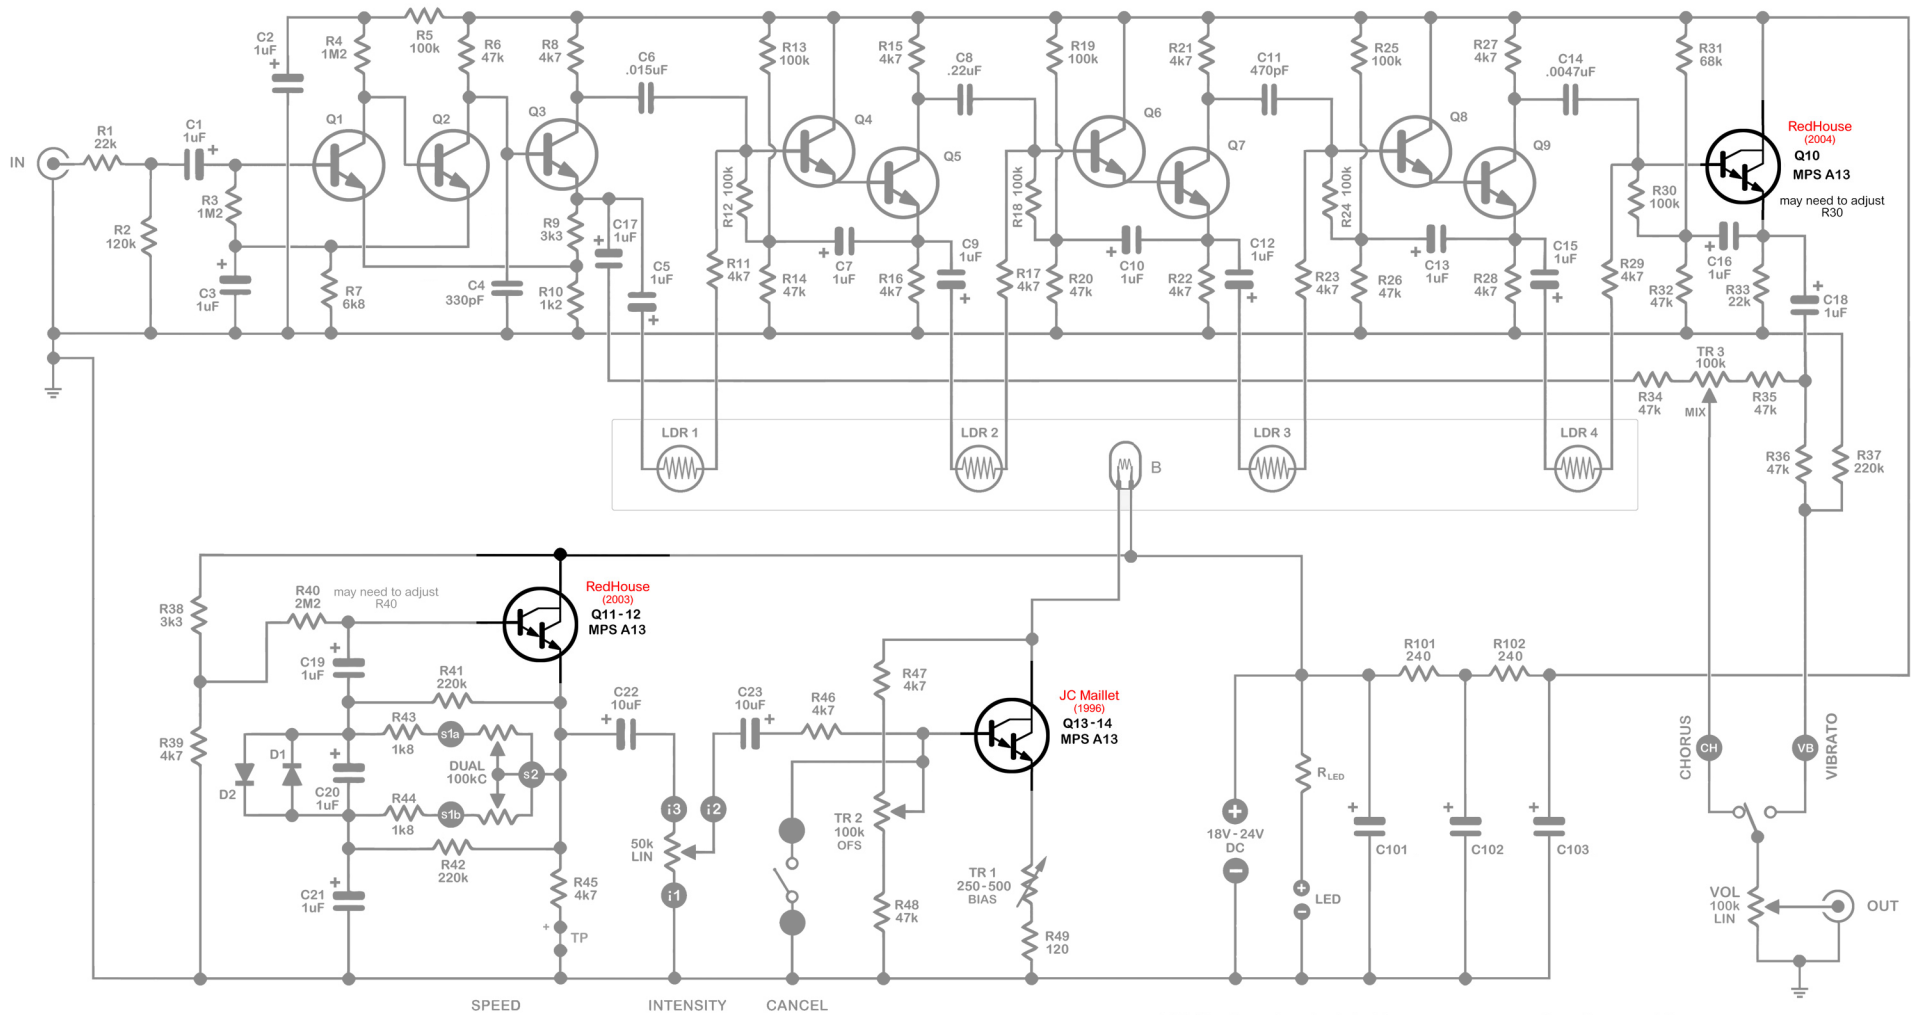 C2
1uF
R4
1M2
R5
100k
R6
47k
R8
4k7
C6
.015uF
R13
100k
R15
4k7
C8
.22uF
R19
100k
R21
4k7
C11
470pF
R25
100k
R27
4k7
C14
.0047uF
R31
68k
IN
R1
22k
C1
1uF
Q1
Q2
Q3
Q4
Q5
Q6
Q7
Q8
Q9
RedHouse
(2004)
Q10
MPS A13
may need to adjust
R30
R2
120k
R3
1M2
C3
1uF
R7
6k8
C4
330pF
R9
3k3
R10
1k2
C17
1uF
C5
1uF
R12 100k
R11
4k7
R14
47k
C7
1uF
R16
4k7
C9
1uF
R18 100k
R17
4k7
R20
47k
C10
1uF
R22
4k7
C12
1uF
R24 100k
R23
4k7
R26
47k
C13
1uF
R28
4k7
C15
1uF
R30
100k
R29
4k7
R32
47k
C16
1uF
R33
22k
C18
1uF
TR 3
100k
R34
47k
MIX
R35
47k
R36
47k
R37
220k
LDR 1
LDR 2
B
LDR 3
LDR 4
R38
3k3
R40
2M2
may need to adjust
R40
RedHouse
(2003)
Q11-12
MPS A13
C19
1uF
R41
220k
R39
4k7
D2
D1
R43
1k8
s1a
DUAL
100kC
s2
C20
1uF
R44
1k8
s1b
R42
220k
C21
1uF
R45
4k7
TP
C22
10uF
C23
10uF
R46
4k7
R47
4k7
JC Maillet
(1996)
Q13-14
MPS A13
i3
i2
50k
LIN
i1
TR 2
100k
OFS
R48
47k
TR 1
250-500
BIAS
R49
120
R101
240
R102
240
18V-24V
DC
RLED
LED
C101
C102
C103
CHORUS
CH
VB
VIBRATO
VOL
100k
LIN
OUT
SPEED
INTENSITY
CANCEL